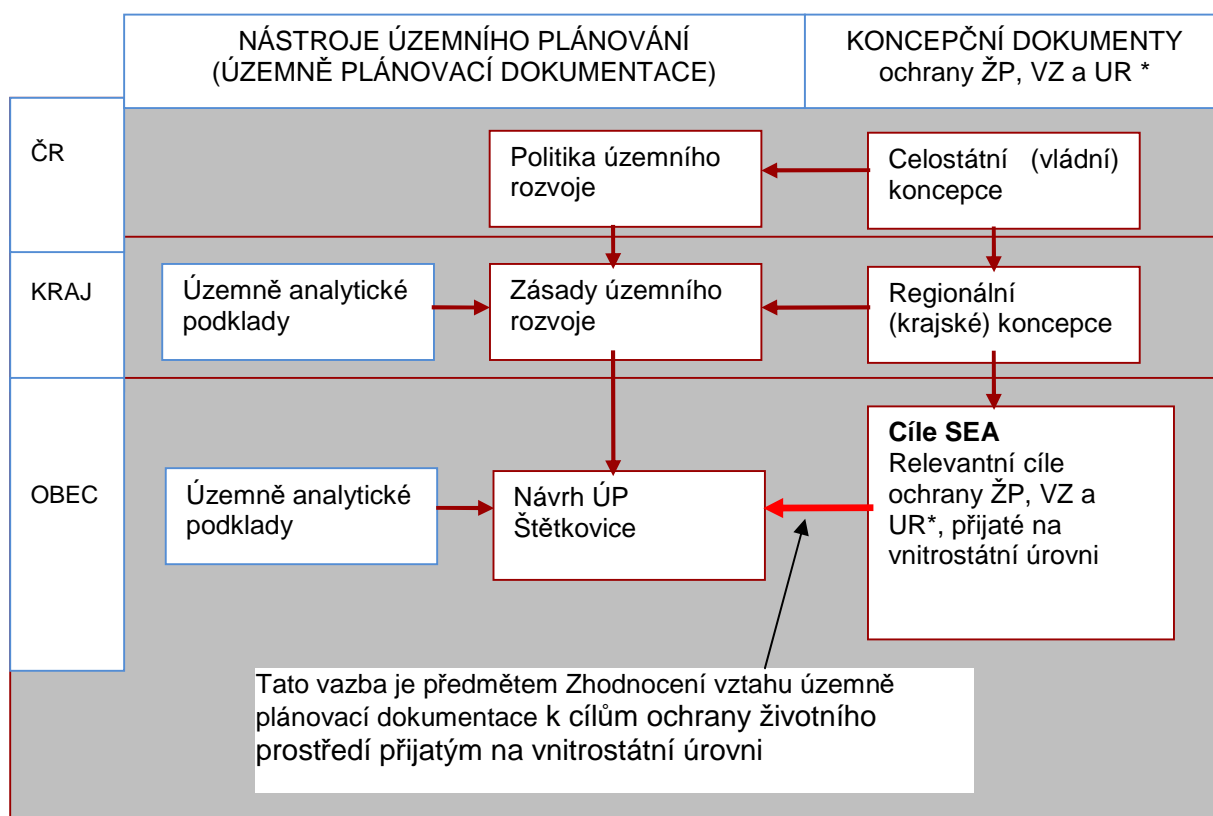 NÁSTROJE ÚZEMNÍHO PLÁNOVÁNÍ
(ÚZEMNĚ PLÁNOVACÍ DOKUMENTACE)
KONCEPČNÍ DOKUMENTY
ochrany ŽP, VZ a UR *
ČR
Politika územního
rozvoje
Celostátní (vládní)
koncepce
KRAJ
Územně analytické
podklady
Zásady územního
rozvoje
Regionální
(krajské) koncepce
OBEC
Územně analytické
podklady
Návrh ÚP
Štětkovice
Cíle SEA
Relevantní cíle
ochrany ŽP, VZ a
UR*, přijaté na
vnitrostátní úrovni
Tato vazba je předmětem Zhodnocení vztahu územně
plánovací dokumentace k cílům ochrany životního
prostředí přijatým na vnitrostátní úrovni